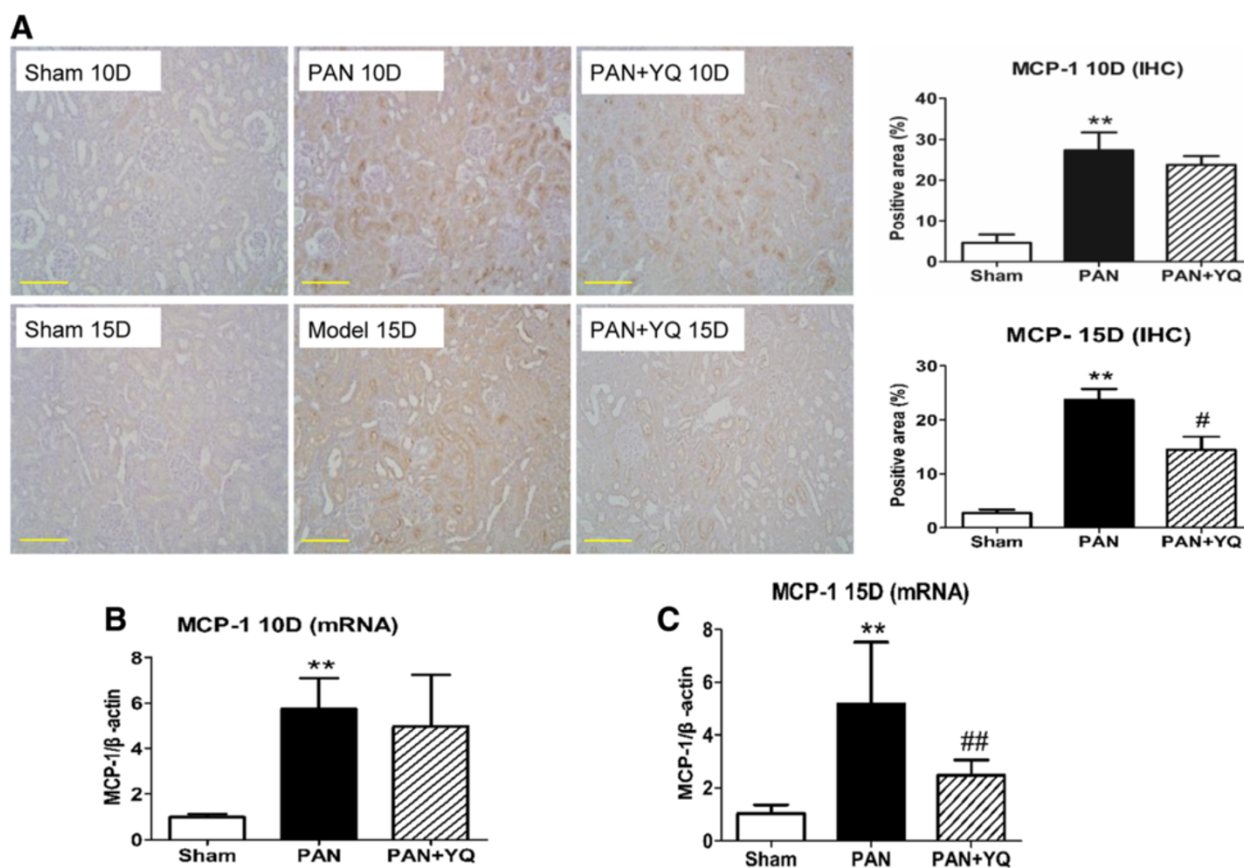 A
Sham 10D
PAN 10D
PAN+YQ 10D
Sham 15D
Model 15D
PAN+YQ 15D
MCP-1 10D (IHC)
Positive area (%)
40
30
20
10
0
Sham PAN PAN+YQ
**
MCP- 15D (IHC)
Positive area (%)
30
20
10
0
Sham PAN PAN+YQ
**
#
B
MCP-1 10D (mRNA)
MCP-1/β -actin
8
6
4
2
0
Sham PAN PAN+YQ
**
C
MCP-1 15D (mRNA)
MCP-1/β -actin
8
6
4
2
0
Sham PAN PAN+YQ
**
##